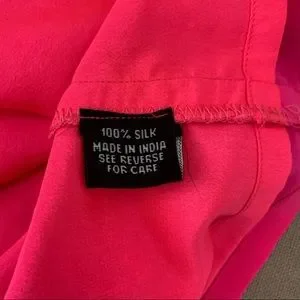 100% SILK
MADE IN INDIA
SEE REVERSE
FOR CARE